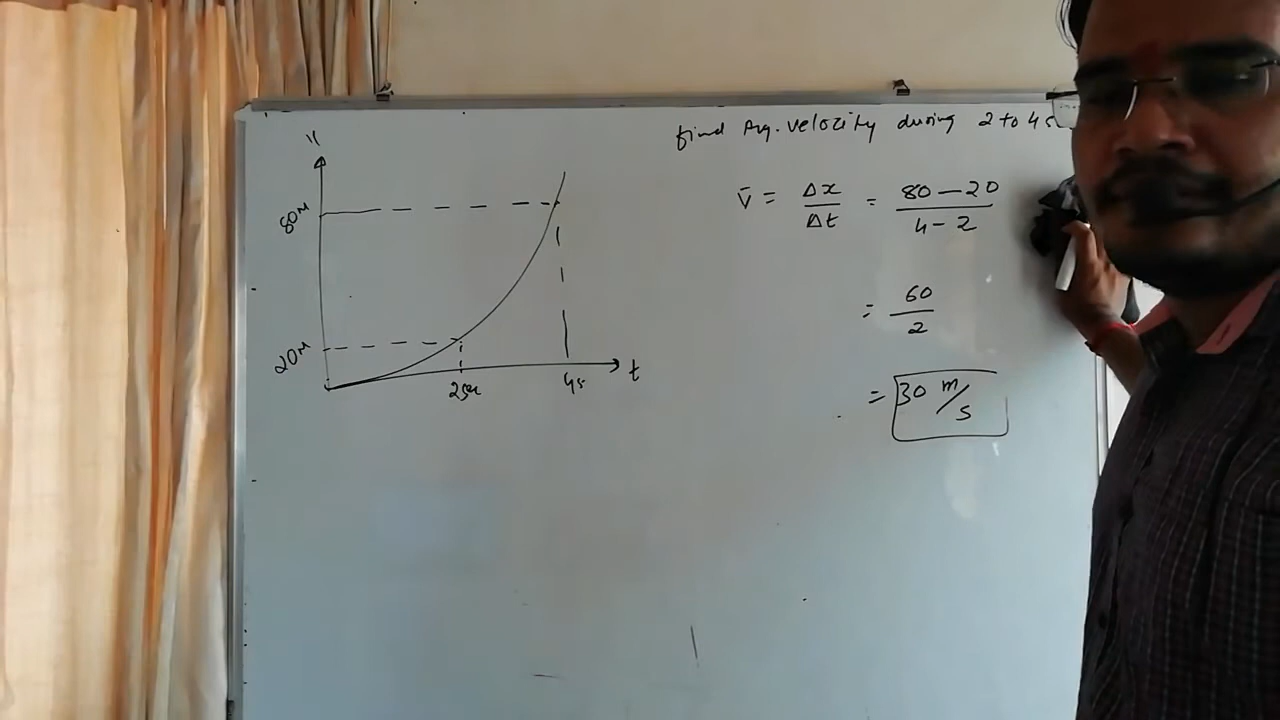 find Avg. velocity during 2 to 4 s
x
80M
20M
2sec
4s
t
v̄ = Δx/Δt = 80 - 20 / 4 - 2
= 60/2
= 30 m/s